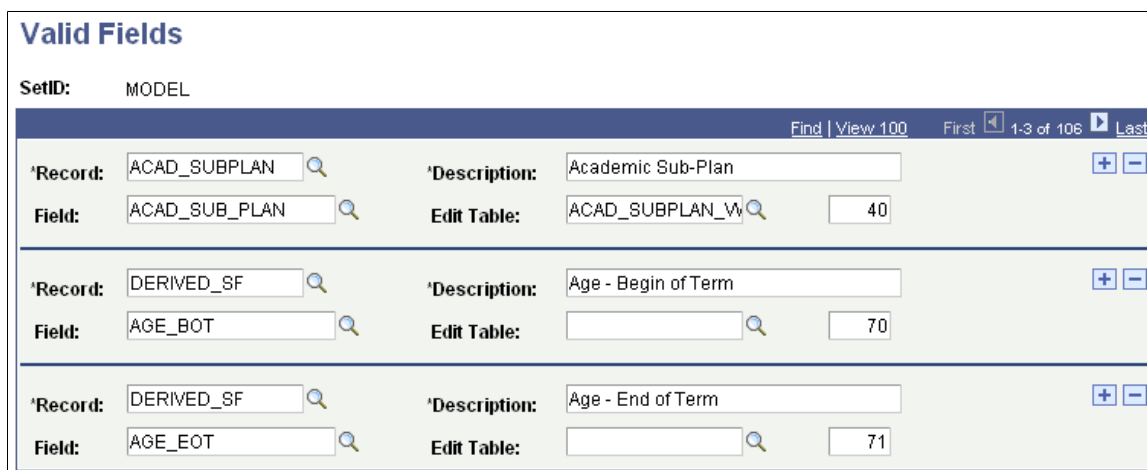 Valid Fields
SetID: MODEL
Find | View 100 First 1-3 of 106 Last
*Record: ACAD_SUBPLAN *Description: Academic Sub-Plan
Field: ACAD_SUB_PLAN Edit Table: ACAD_SUBPLAN_VW 40
*Record: DERIVED_SF *Description: Age - Begin of Term
Field: AGE_BOT Edit Table: 70
*Record: DERIVED_SF *Description: Age - End of Term
Field: AGE_EOT Edit Table: 71